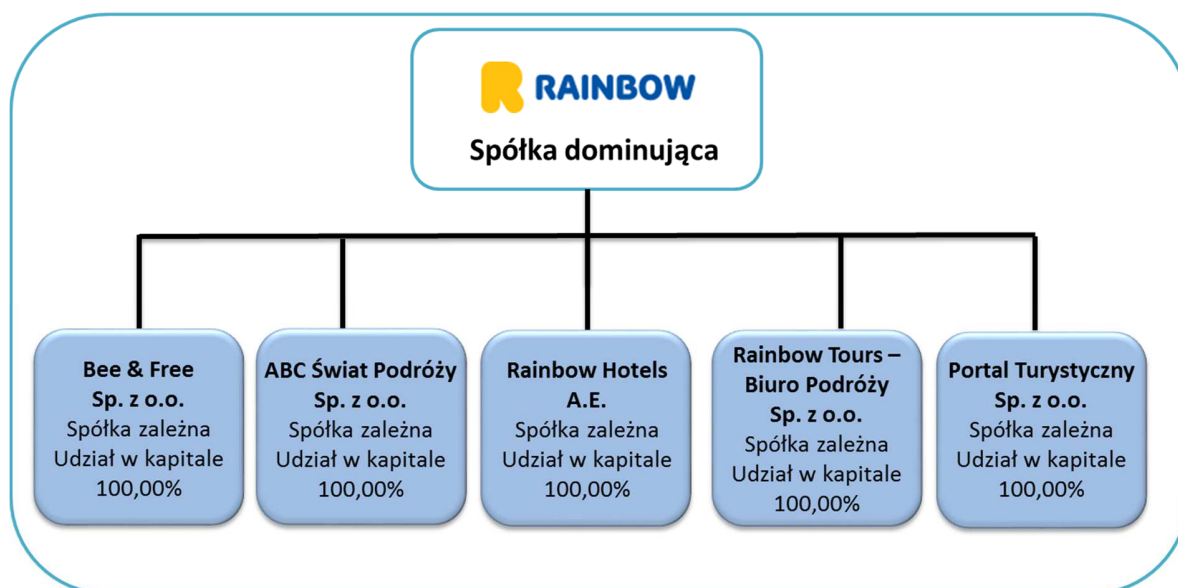 RAINBOW
Spółka dominująca
Bee & Free
Sp. z o.o.
Spółka zależna
Udział w kapitale
100,00%
ABC Świat Podróży
Sp. z o.o.
Spółka zależna
Udział w kapitale
100,00%
Rainbow Hotels
A.E.
Spółka zależna
Udział w kapitale
100,00%
Rainbow Tours –
Biuro Podróży
Sp. z o.o.
Spółka zależna
Udział w kapitale
100,00%
Portal Turystyczny
Sp. z o.o.
Spółka zależna
Udział w kapitale
100,00%